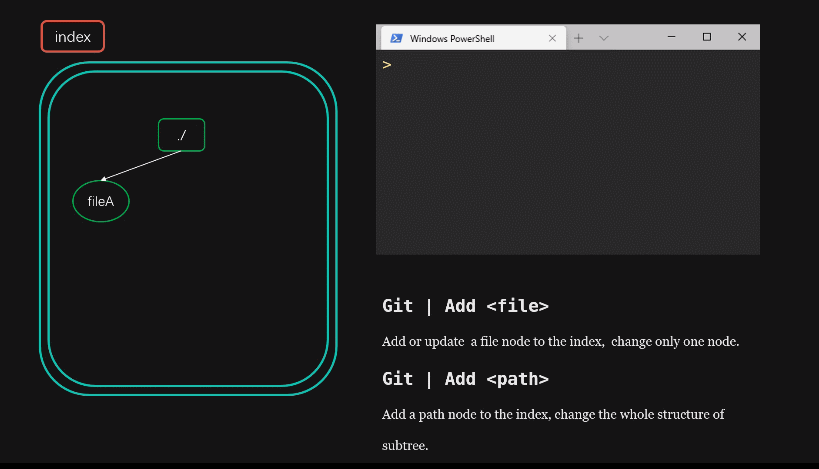 index
./
fileA
Windows PowerShell
>
Git | Add <file>
Add or update a file node to the index, change only one node.
Git | Add <path>
Add a path node to the index, change the whole structure of
subtree.